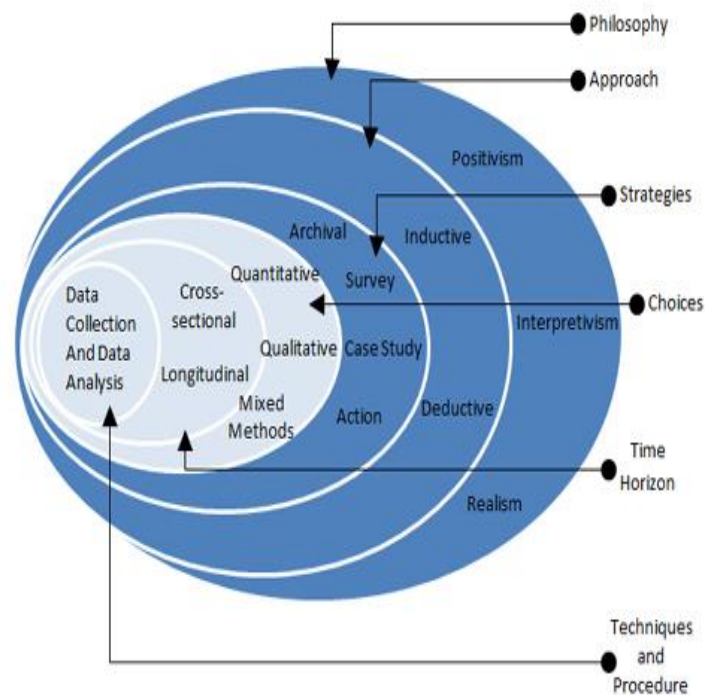 Philosophy
Approach
Positivism
Strategies
Archival
Inductive
Quantitative
Survey
Data
Collection
And Data
Analysis
Cross-
sectional
Choices
Interpretivism
Qualitative
Case Study
Longitudinal
Mixed
Methods
Action
Deductive
Time
Horizon
Realism
Techniques
and
Procedure